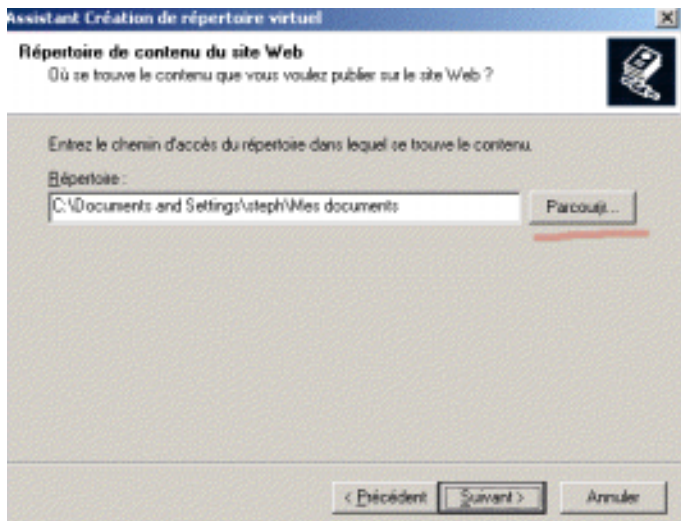 Assistant Création de répertoire virtuel
Répertoire de contenu du site Web
Où se trouve le contenu que vous voulez publier sur le site Web ?
Entrez le chemin d'accès du répertoire dans lequel se trouve le contenu.
Répertoire :
C:\Documents and Settings\steph\Mes documents
Parcourir...
< Précédent
Suivant >
Annuler